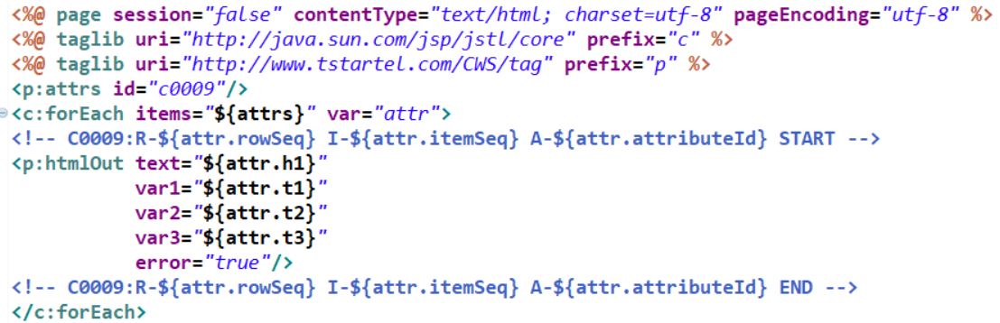 <%@ page session="false" contentType="text/html; charset=utf-8" pageEncoding="utf-8" %>
<%@ taglib uri="http://java.sun.com/jsp/jstl/core" prefix="c" %>
<%@ taglib uri="http://www.tstartel.com/CWS/tag" prefix="p" %>
<p:attrs id="c0009"/>
<c:forEach items="${attrs}" var="attr">
<!-- C0009:R-${attr.rowSeq} I-${attr.itemSeq} A-${attr.attributeId} START -->
<p:htmlOut text="${attr.h1}"
           var1="${attr.t1}"
           var2="${attr.t2}"
           var3="${attr.t3}"
           error="true"/>
<!-- C0009:R-${attr.rowSeq} I-${attr.itemSeq} A-${attr.attributeId} END -->
</c:forEach>